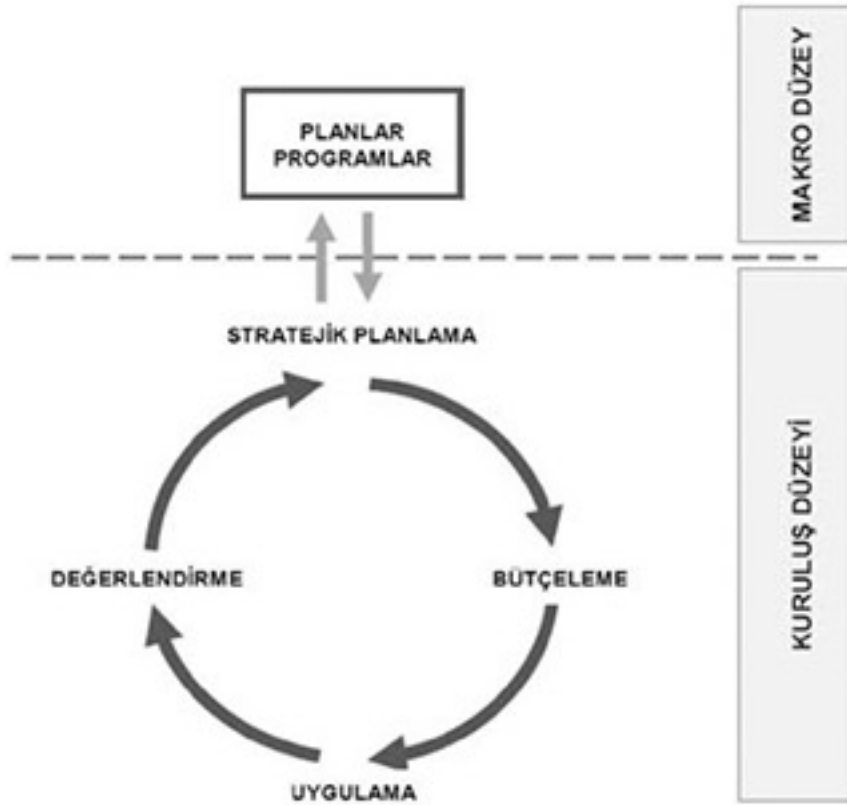 MAKRO DÜZEY
PLANLAR
PROGRAMLAR
STRATEJİK PLANLAMA
KURULUŞ DÜZEYİ
DEĞERLENDİRME
BÜTÇELEME
UYGULAMA